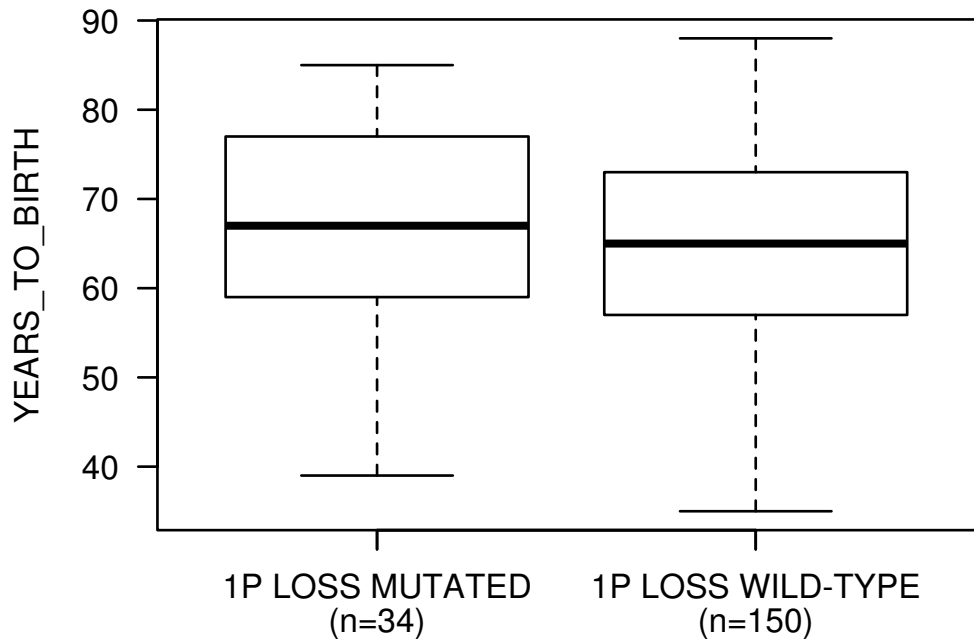 90
80
70
60
50
40
YEARS_TO_BIRTH
1P LOSS MUTATED
(n=34)
1P LOSS WILD-TYPE
(n=150)